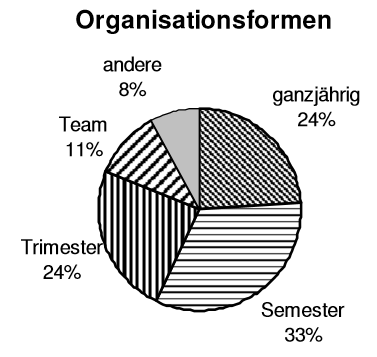 Organisationsformen
andere
8%
ganzjährig
24%
Team
11%
Trimester
24%
Semester
33%